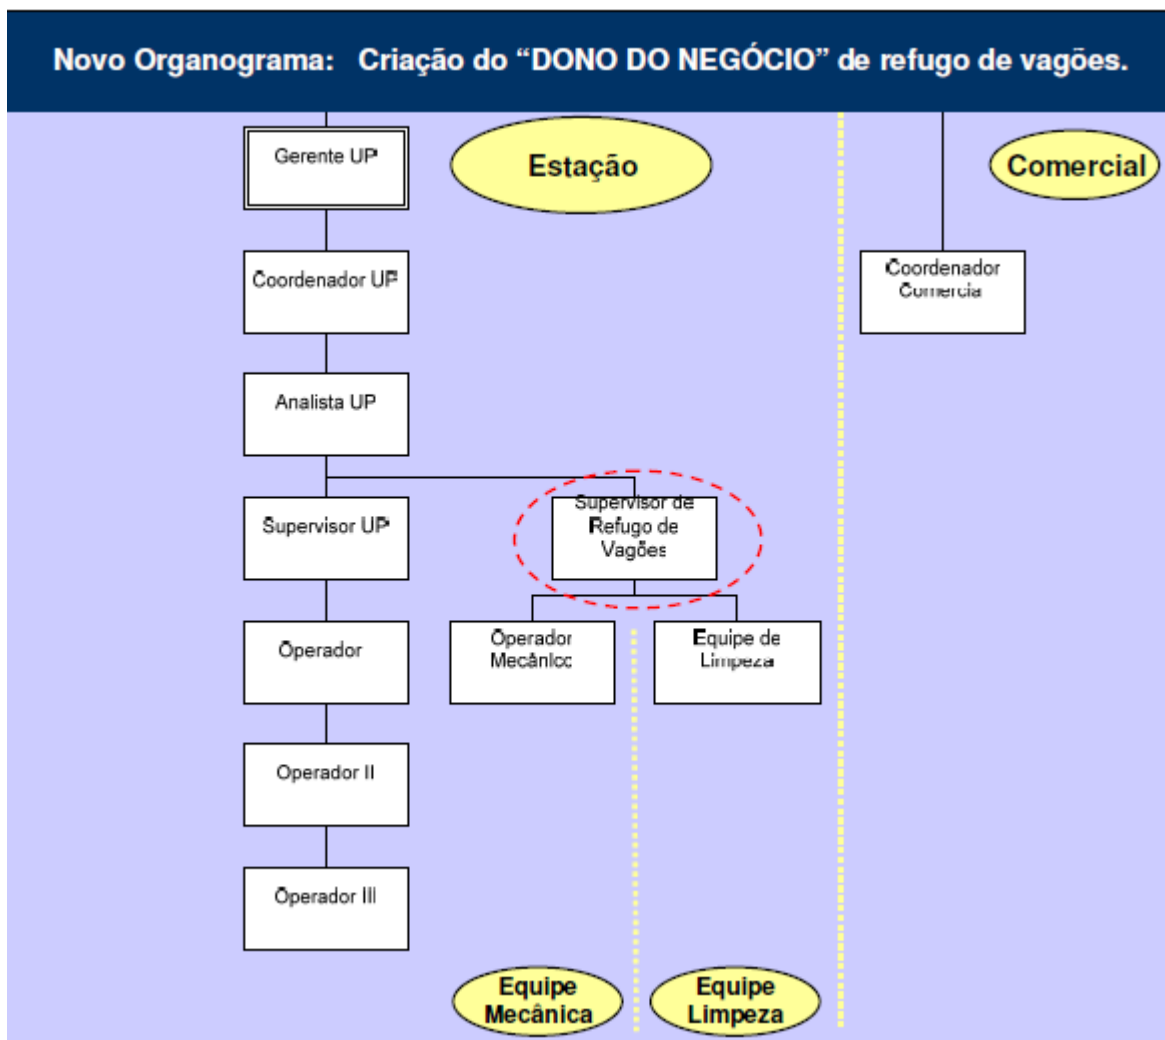 Novo Organograma: Criação do “DONO DO NEGÓCIO” de refugo de vagões.
Gerente UP
Estação
Comercial
Coordenador UP
Coordenador
Comercia
Analista UP
Supervisor UP
Supervisor de
Refugo de
Vagões
Operador
Operador
Mecânico
Equipe de
Limpeza
Operador II
Operador III
Equipe
Mecânica
Equipe
Limpeza